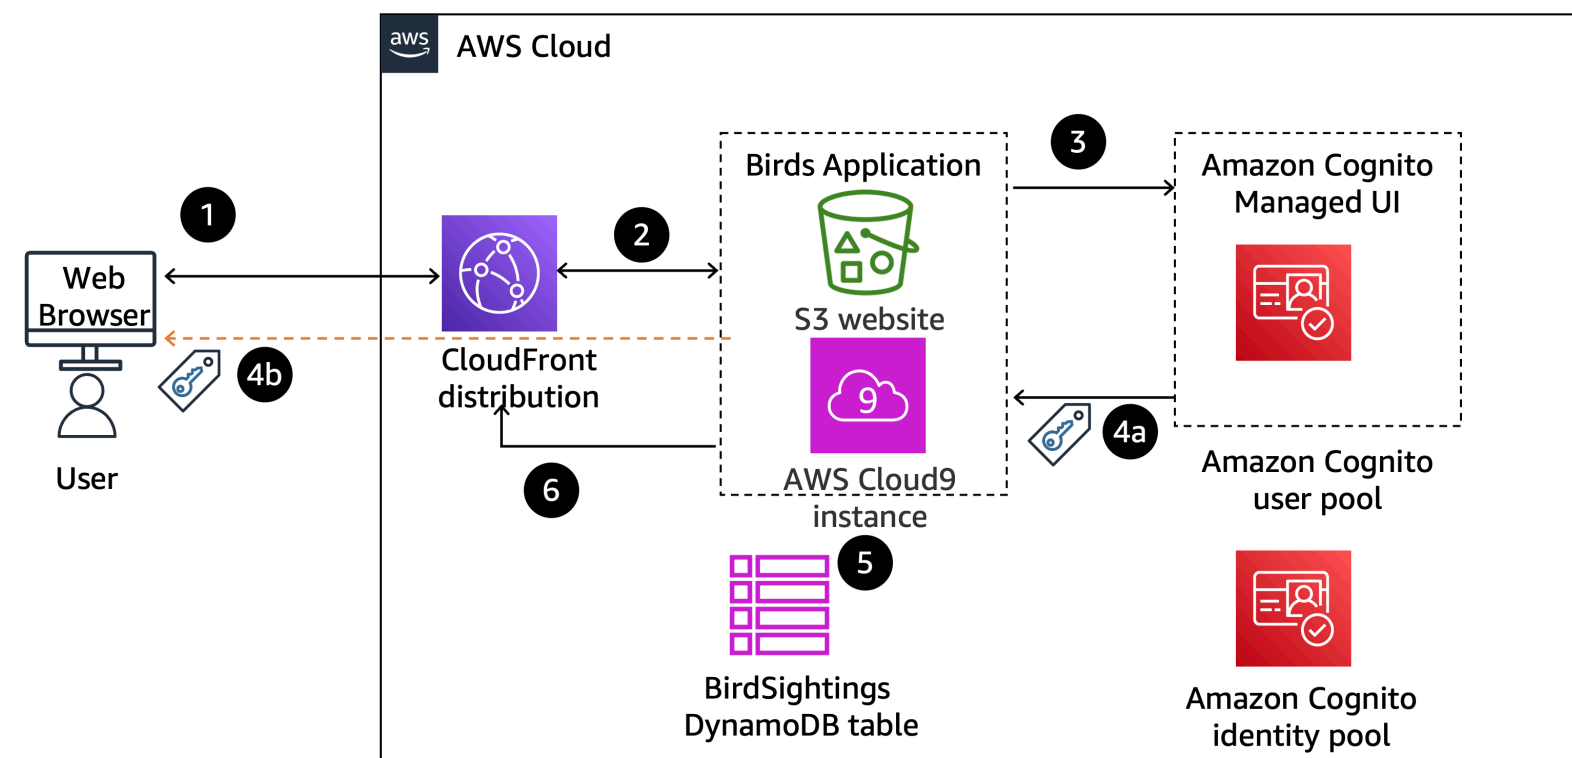 aws
AWS Cloud
3
Birds Application
Amazon Cognito
Managed UI
1
2
Web
Browser
S3 website
CloudFront
distribution
4b
9
4a
AWS Cloud9
instance
Amazon Cognito
user pool
User
6
5
BirdSightings
DynamoDB table
Amazon Cognito
identity pool